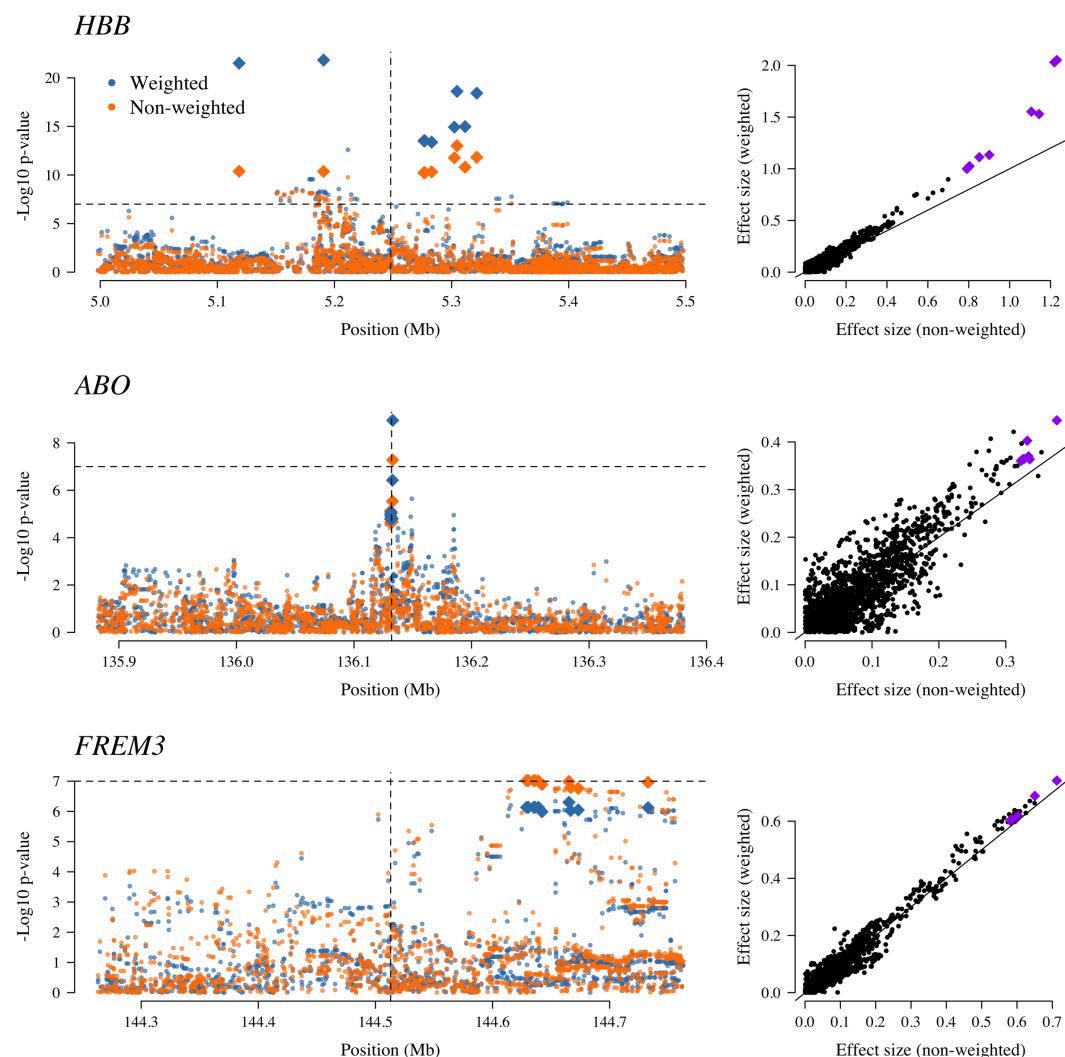 HBB
-Log10 p-value
20
15
10
5
0
Weighted
Non-weighted
5.0 5.1 5.2 5.3 5.4 5.5
Position (Mb)
Effect size (weighted)
2.0
1.5
1.0
0.5
0.0
0.0 0.2 0.4 0.6 0.8 1.0 1.2
Effect size (non-weighted)
ABO
-Log10 p-value
8
6
4
2
0
135.9 136.0 136.1 136.2 136.3 136.4
Position (Mb)
Effect size (weighted)
0.4
0.3
0.2
0.1
0.0
0.0 0.1 0.2 0.3
Effect size (non-weighted)
FREM3
-Log10 p-value
7
6
5
4
3
2
1
0
144.3 144.4 144.5 144.6 144.7
Position (Mb)
Effect size (weighted)
0.6
0.4
0.2
0.0
0.0 0.1 0.2 0.3 0.4 0.5 0.6 0.7
Effect size (non-weighted)